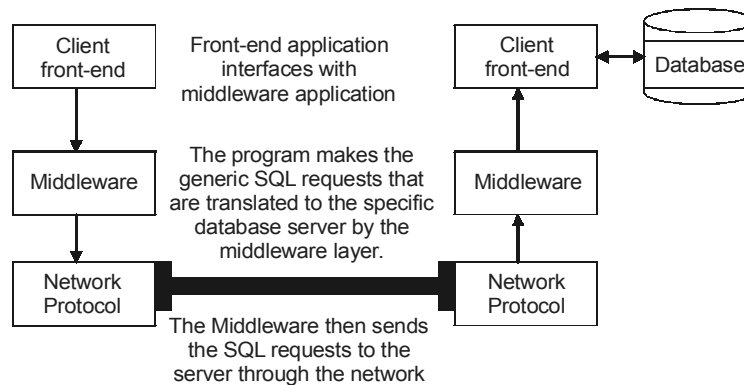 Client
front-end
Front-end application
interfaces with
middleware application
Client
front-end
Database
Middleware
The program makes the
generic SQL requests that
are translated to the specific
database server by the
middleware layer.
Middleware
Network
Protocol
Network
Protocol
The Middleware then sends
the SQL requests to the
server through the network